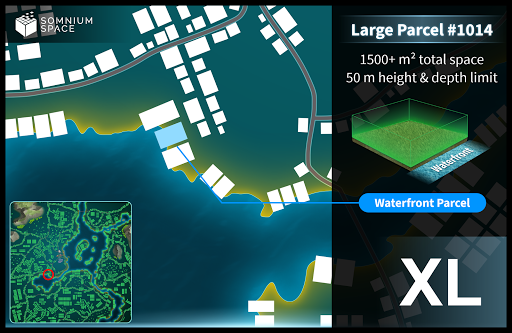 SOMNIUM
SPACE
Large Parcel #1014
1500+ m² total space
50 m height & depth limit
Waterfront
Waterfront Parcel
XL